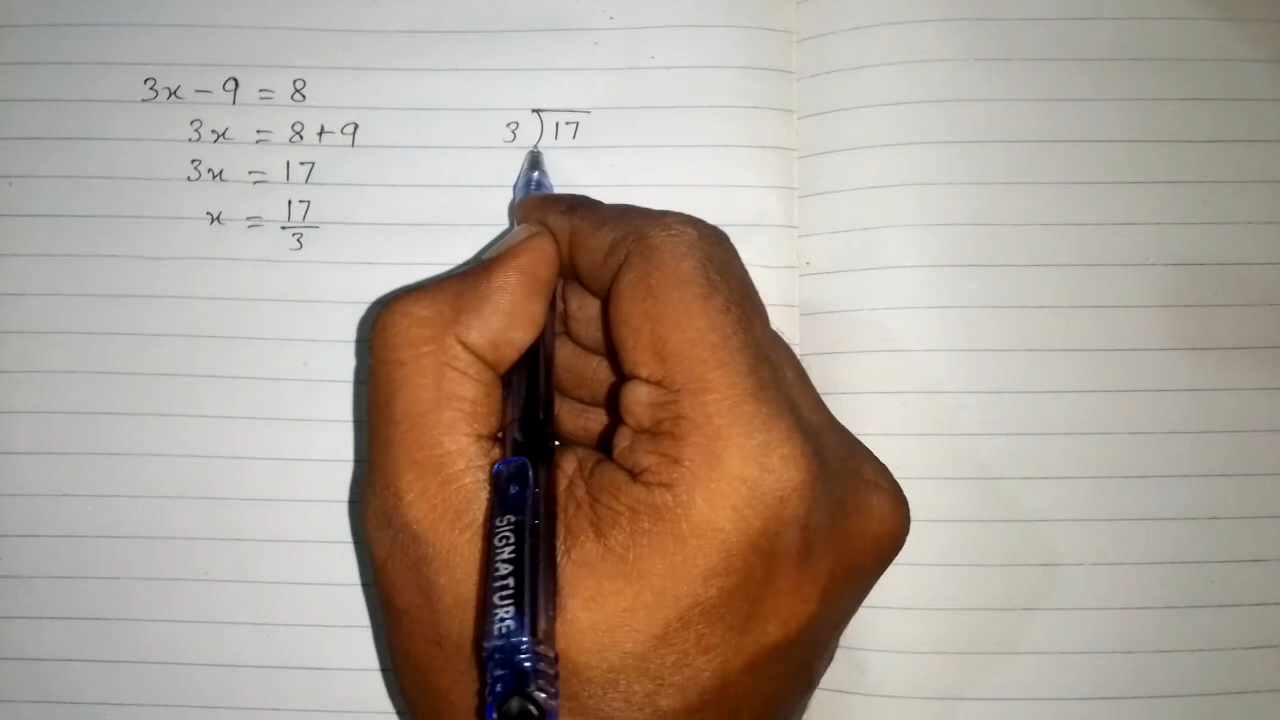 3x - 9 = 8
3x = 8+9
3x = 17
x = 17/3
3)17
SIGNATURE